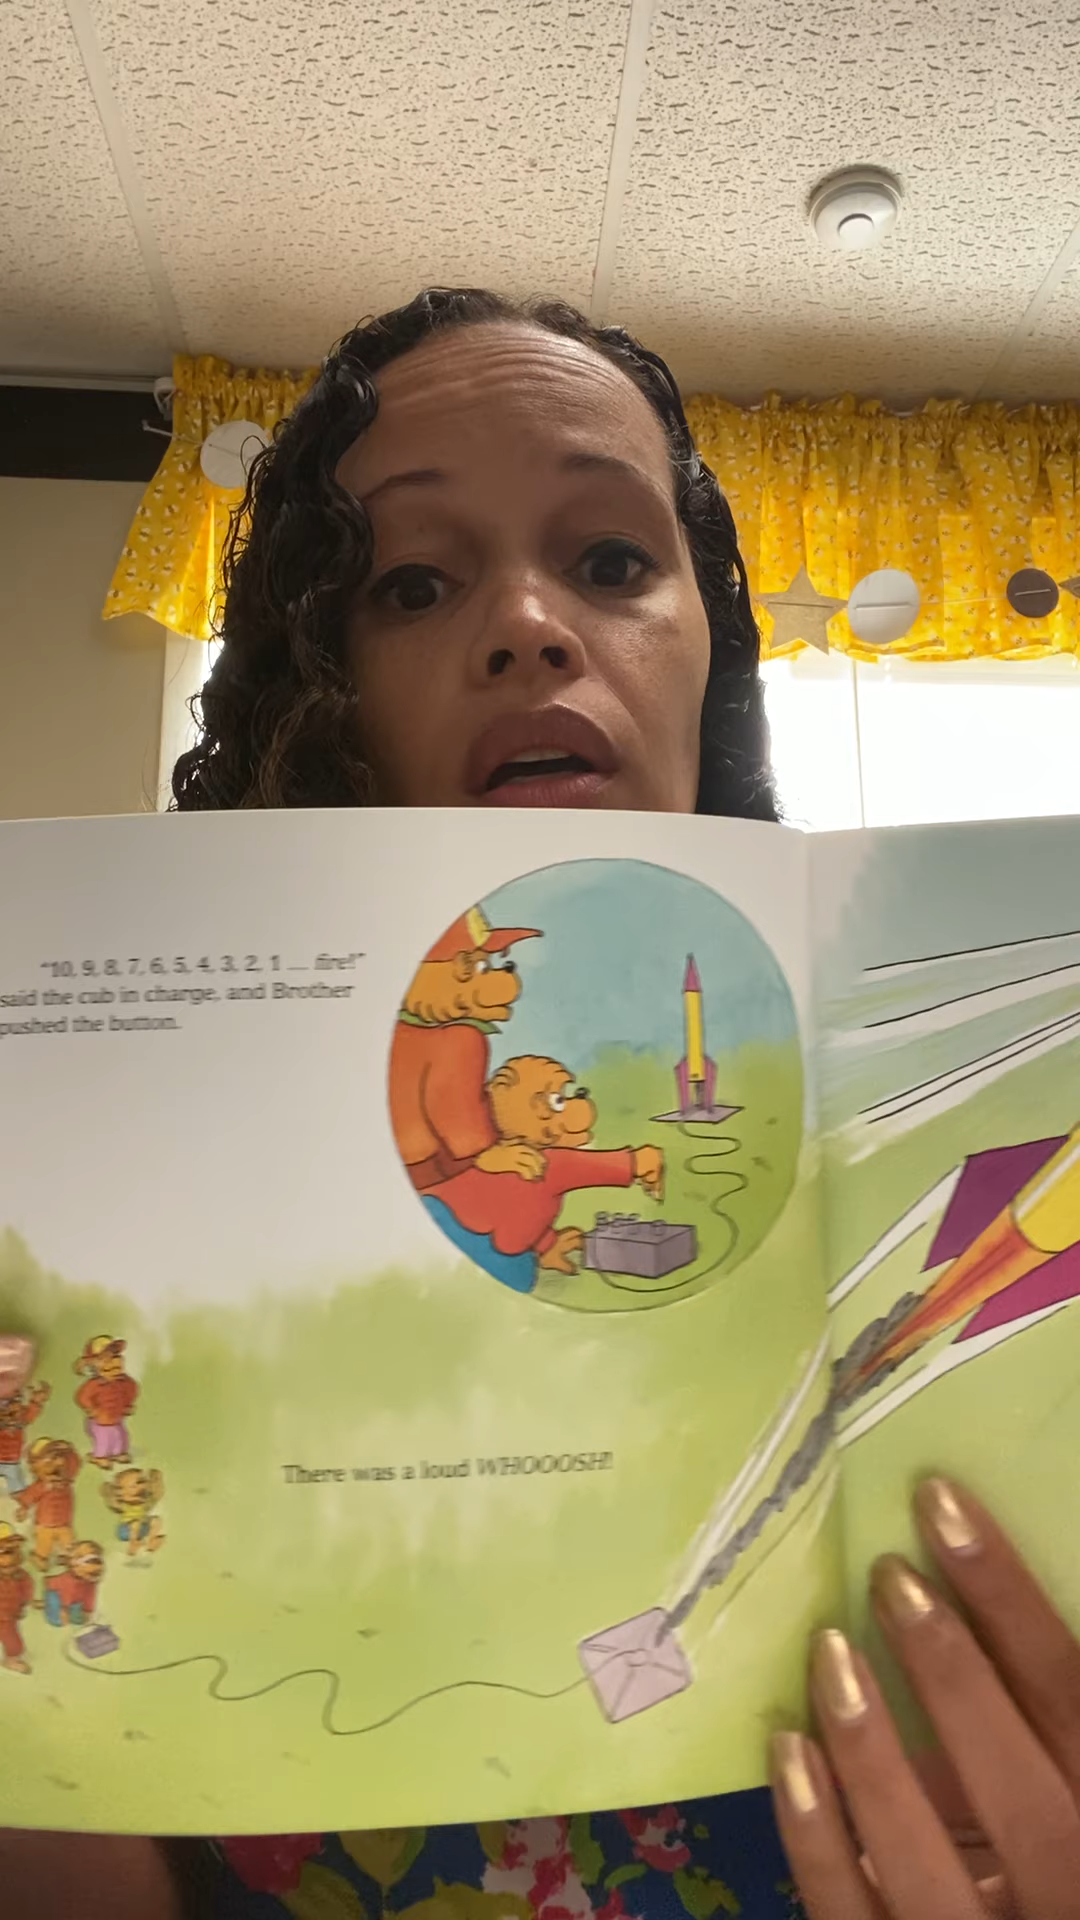 "10, 9, 8, 7, 6, 5, 4, 3, 2, 1 ... fire!"
said the cub in charge, and Brother
pushed the button.
There was a loud WHOOOSH!